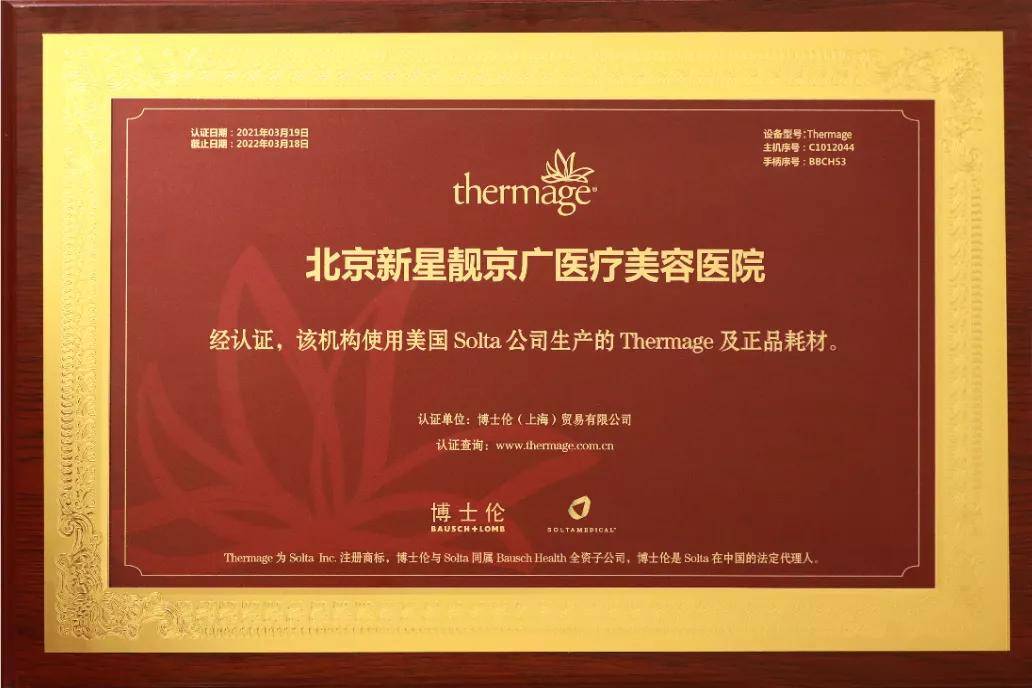 认证日期：2021年03月19日
截止日期：2022年03月18日
设备型号:Thermage
主机序号：C1012044
手柄序号：BBCH53
thermage®
北京新星靓京广医疗美容医院
经认证，该机构使用美国 Solta 公司生产的 Thermage 及正品耗材。
认证单位：博士伦（上海）贸易有限公司
认证查询：www.thermage.com.cn
博士伦
BAUSCH+LOMB
SOLTAMEDICAL
Thermage 为 Solta Inc. 注册商标，博士伦与 Solta 同属 Bausch Health 全资子公司，博士伦是 Solta 在中国的法定代理人。